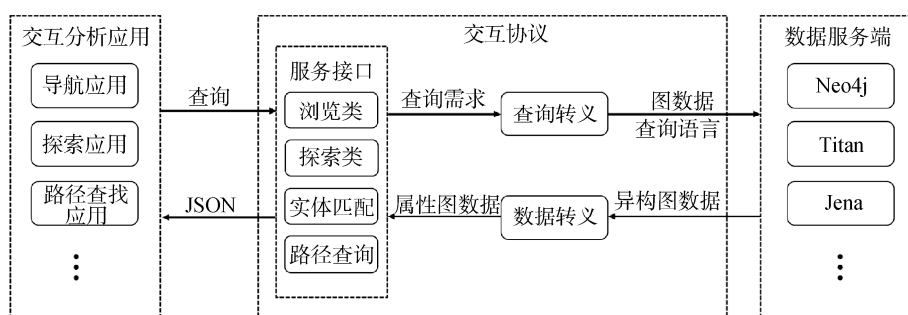 交互分析应用
导航应用
探索应用
路径查找
应用
查询
JSON
交互协议
服务接口
浏览类
探索类
实体匹配
路径查询
查询需求
查询转义
图数据
查询语言
属性图数据
数据转义
异构图数据
数据服务端
Neo4j
Titan
Jena